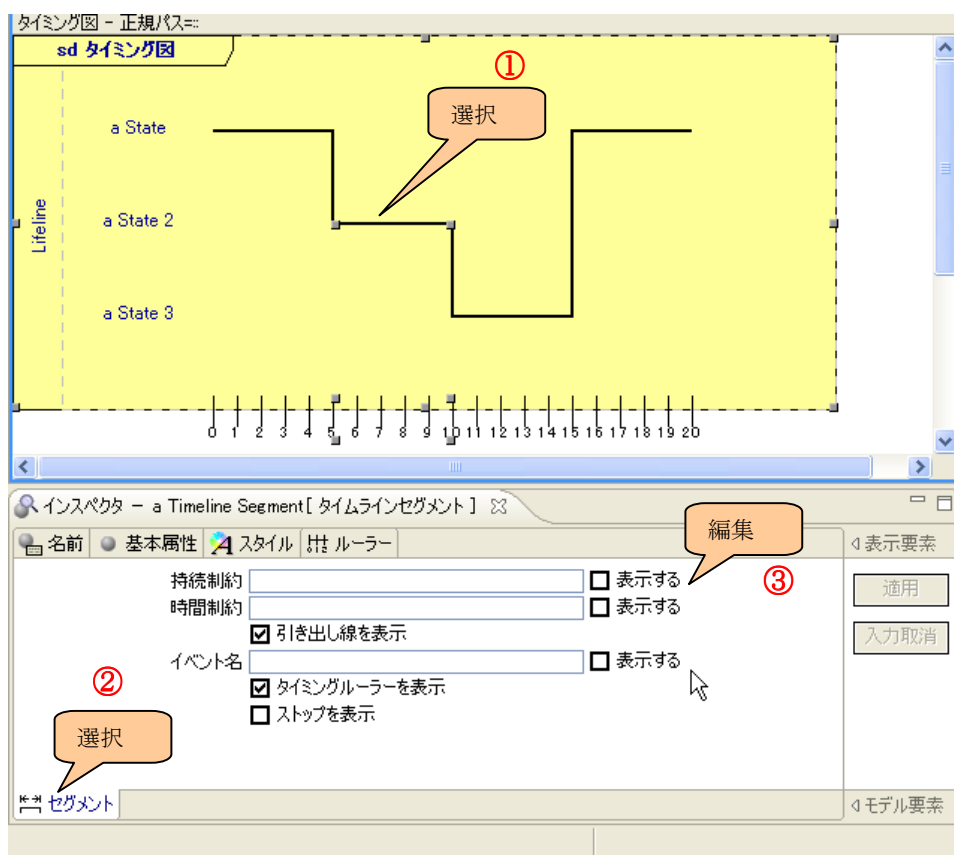 タイミング図 - 正規パス=::
sd タイミング図
①
選択
a State
a State 2
a State 3
Lifeline
0 1 2 3 4 5 6 7 8 9 10 11 12 13 14 15 16 17 18 19 20
インスペクタ - a Timeline Segment[ タイムラインセグメント ]
編集
名前 基本属性 スタイル ルーラー
表示要素
③
持続制約 表示する
適用
時間制約 表示する
引き出し線を表示
入力取消
イベント名 表示する
②
タイミングルーラーを表示
ストップを表示
選択
セグメント
モデル要素